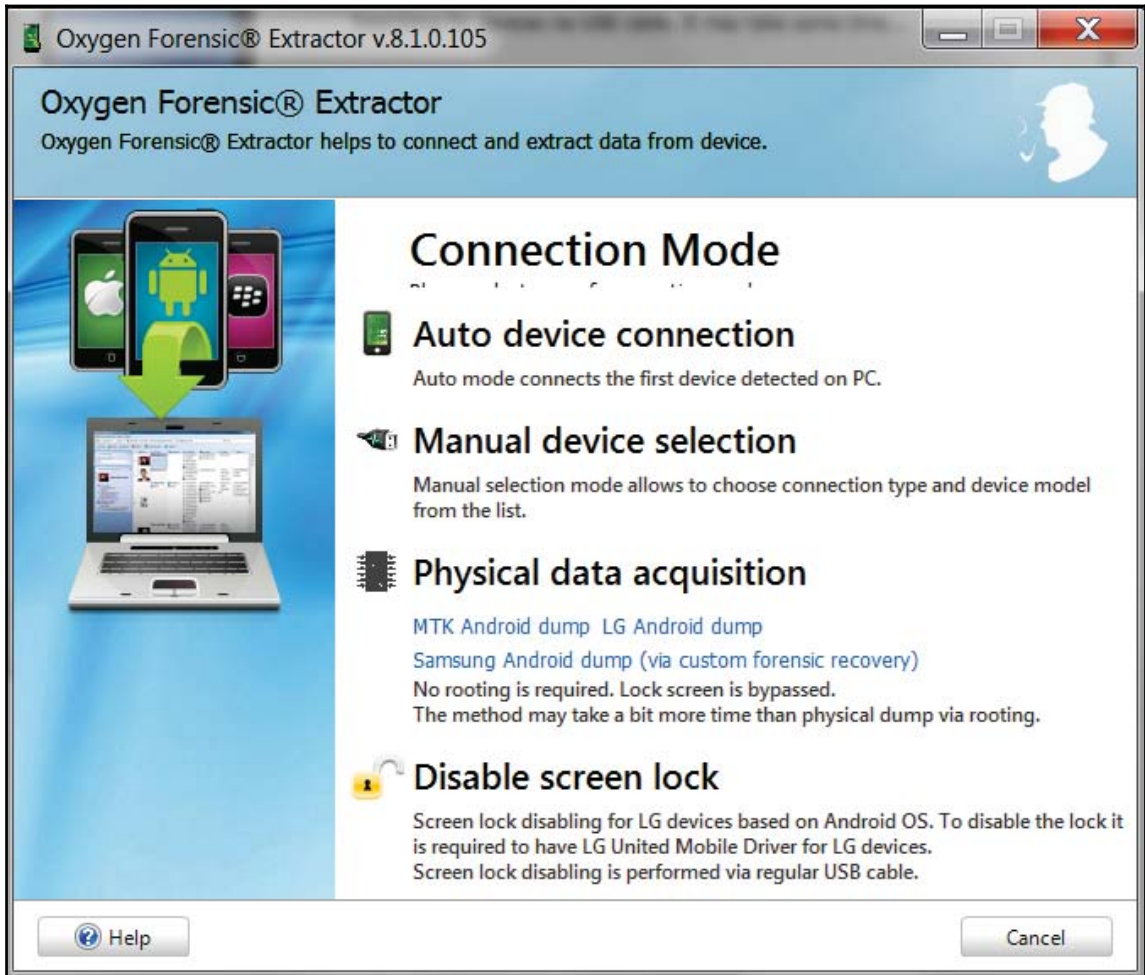 Oxygen Forensic® Extractor v.8.1.0.105
Oxygen Forensic® Extractor
Oxygen Forensic® Extractor helps to connect and extract data from device.
Connection Mode
Auto device connection
Auto mode connects the first device detected on PC.
Manual device selection
Manual selection mode allows to choose connection type and device model
from the list.
Physical data acquisition
MTK Android dump LG Android dump
Samsung Android dump (via custom forensic recovery)
No rooting is required. Lock screen is bypassed.
The method may take a bit more time than physical dump via rooting.
Disable screen lock
Screen lock disabling for LG devices based on Android OS. To disable the lock it
is required to have LG United Mobile Driver for LG devices.
Screen lock disabling is performed via regular USB cable.
Help
Cancel